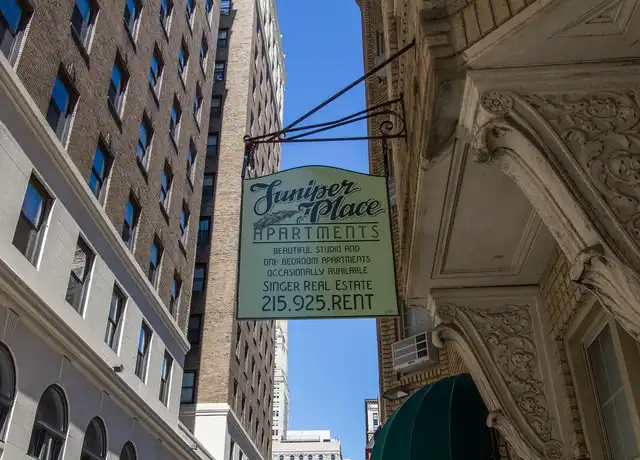 Juniper
Place
APARTMENTS
BEAUTIFUL STUDIO AND
ONE BEDROOM APARTMENTS
OCCASIONALLY AVAILABLE
SINGER REAL ESTATE
215.925.RENT